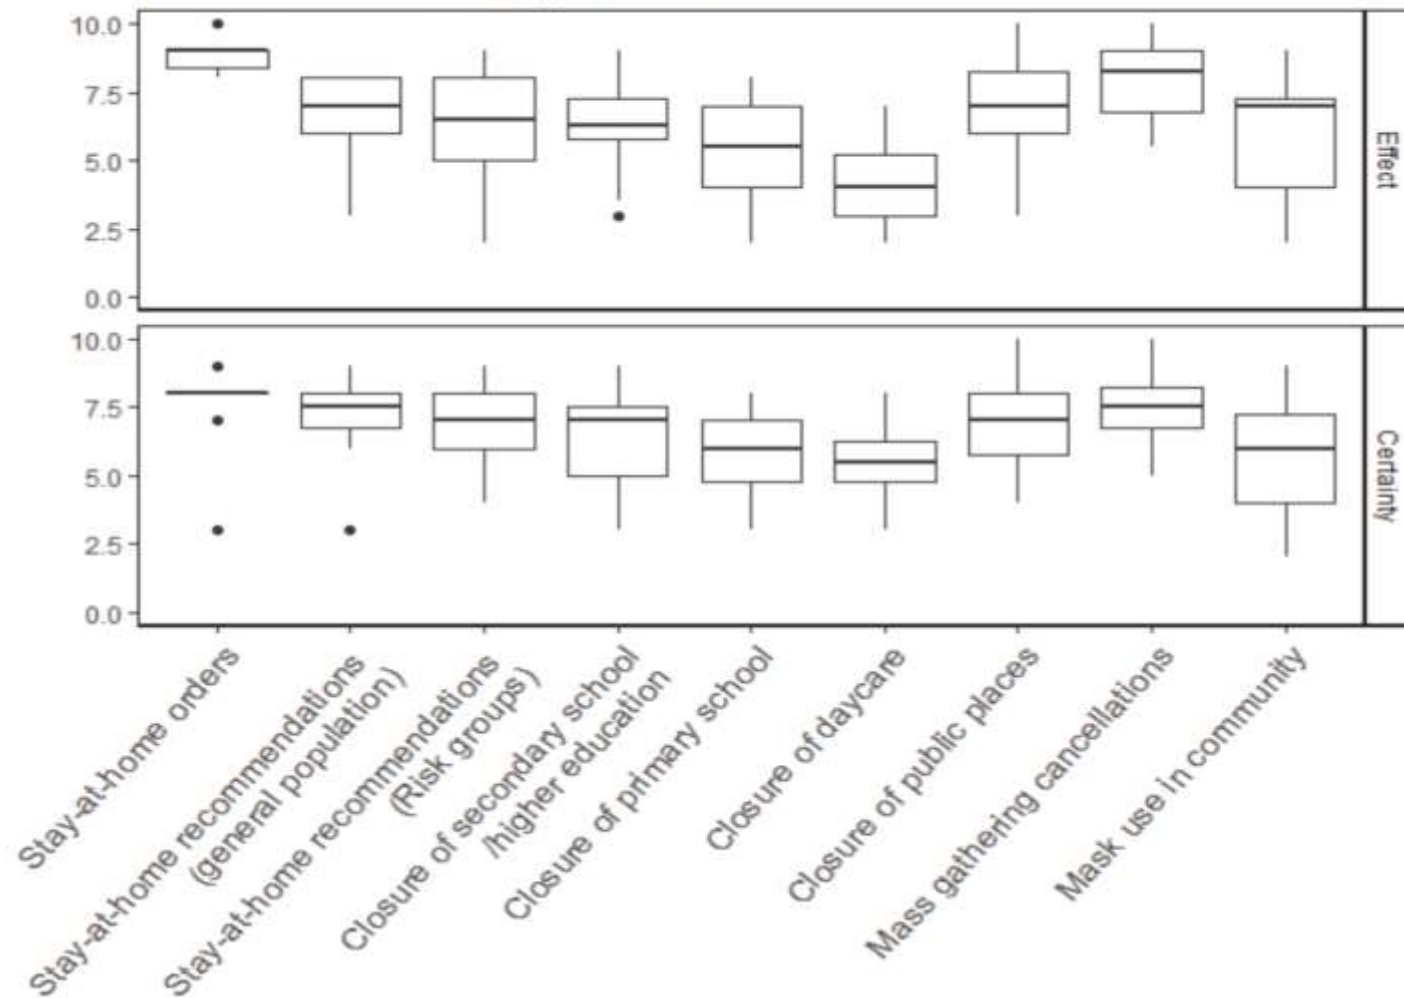 10.0
7.5
5.0
2.5
0.0
Effect
10.0
7.5
5.0
2.5
0.0
Certainty
Stay-at-home orders
Stay-at-home recommendations
(general population)
Stay-at-home recommendations
(Risk groups)
Closure of secondary school
/higher education
Closure of primary school
Closure of daycare
Closure of public places
Mass gathering cancellations
Mask use in community